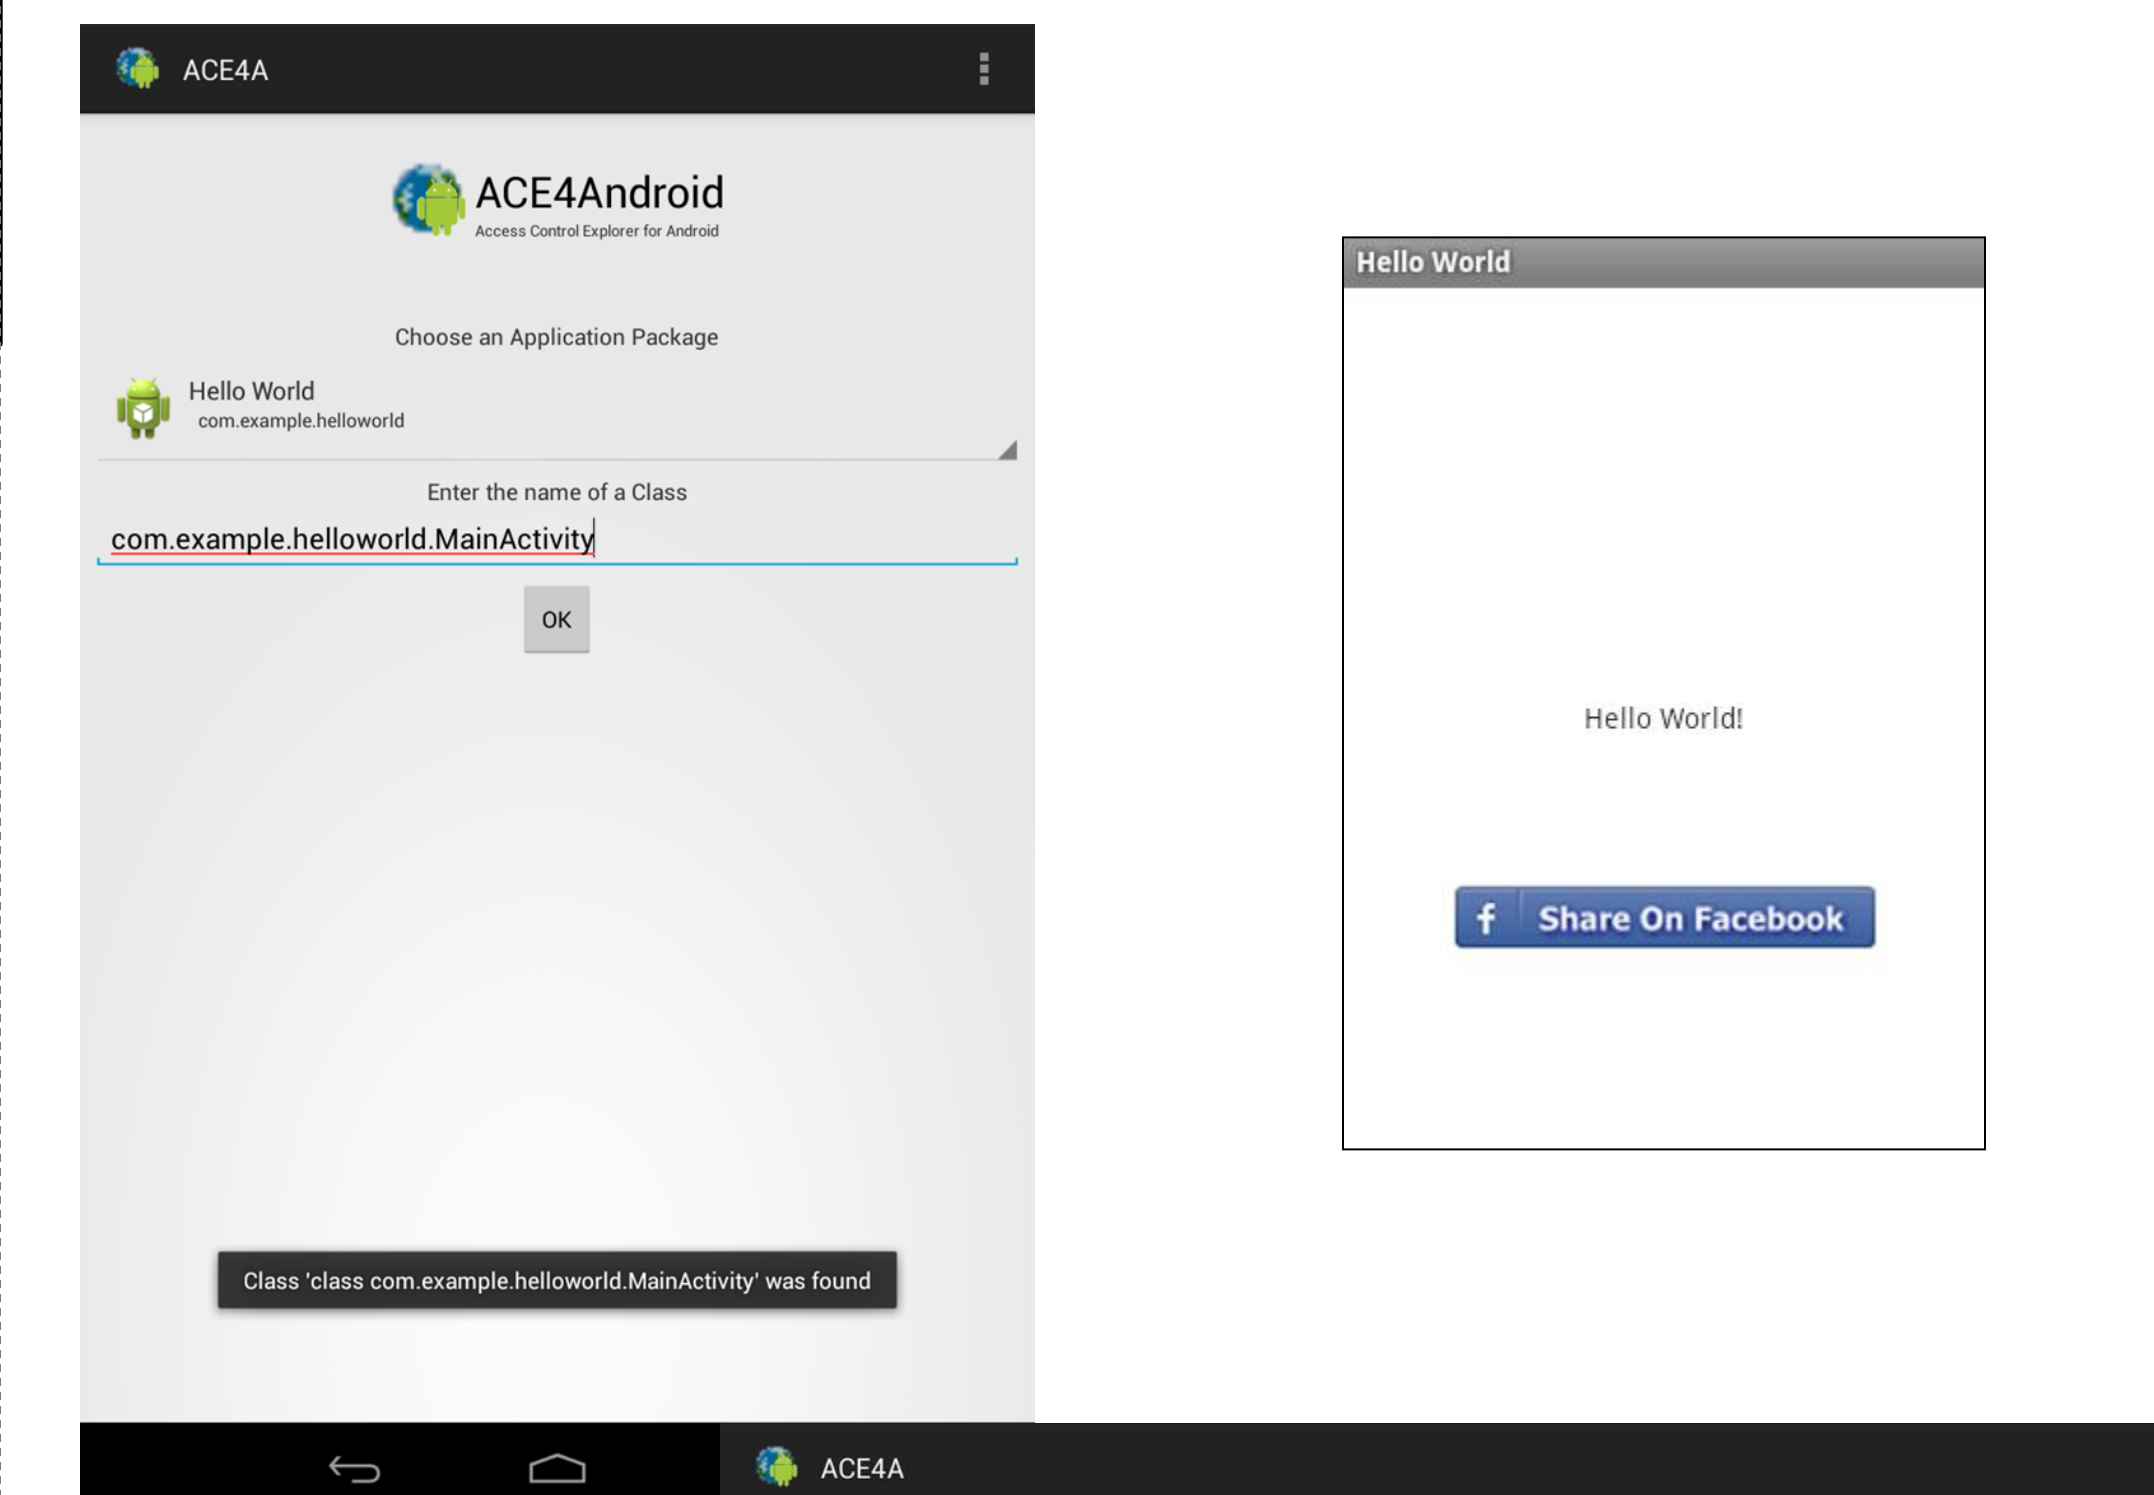 ACE4A
ACE4Android
Access Control Explorer for Android
Choose an Application Package
Hello World
com.example.helloworld
Enter the name of a Class
com.example.helloworld.MainActivity
OK
Class 'class com.example.helloworld.MainActivity' was found
Hello World
Hello World!
f Share On Facebook
ACE4A